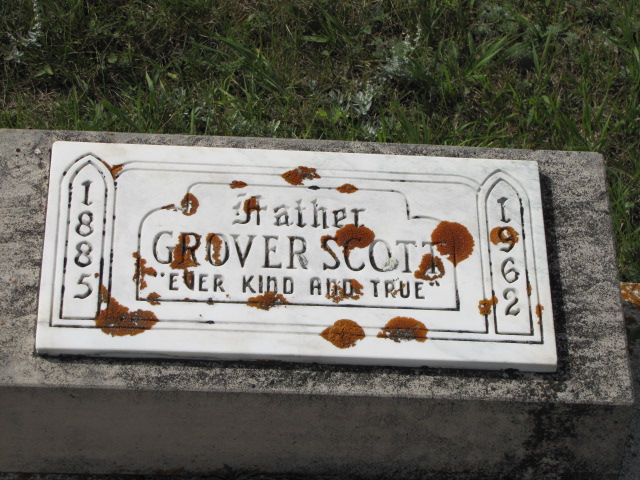 Father
1885 GROVER SCOTT 1962
"EVER KIND AND TRUE"